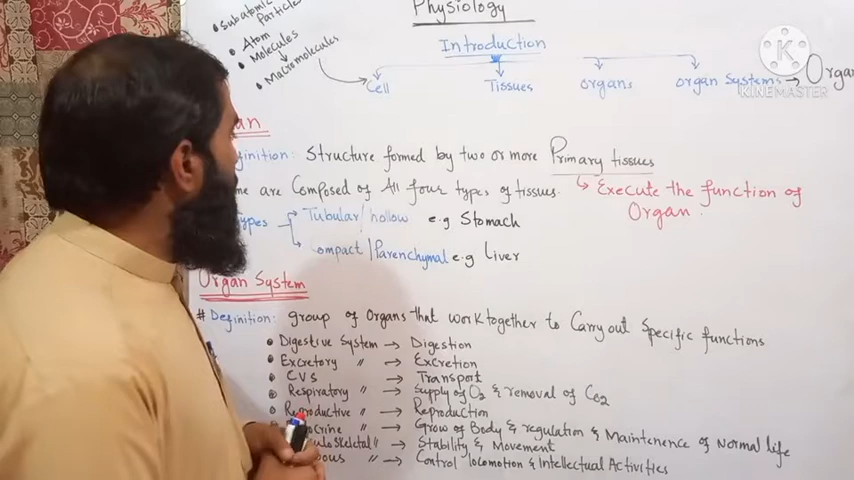 Physiology
• Subatomic Particle
• Atom
• Molecules
• Macromolecules
Introduction
Cell Tissues organs organ Systems → Organ
KINEMASTER
Definition: Structure formed by two or more Primary tissues
are Composed of All four types of tissues. Execute the function of Organ.
Types Tubular/hollow e.g Stomach
Compact/Parenchymal e.g Liver
Organ System
# Definition: group of Organs that work together to Carry out Specific functions
• Digestive System → Digestion
• Excretory " → Excretion
• CVS → Transport
• Respiratory " → Supply of O2 & removal of Co2
• Reproductive " → Reproduction
" → Grow of Body & regulation & Maintenance of Normal life
" → Stability & Movement
" → Control locomotion & Intellectual Activities